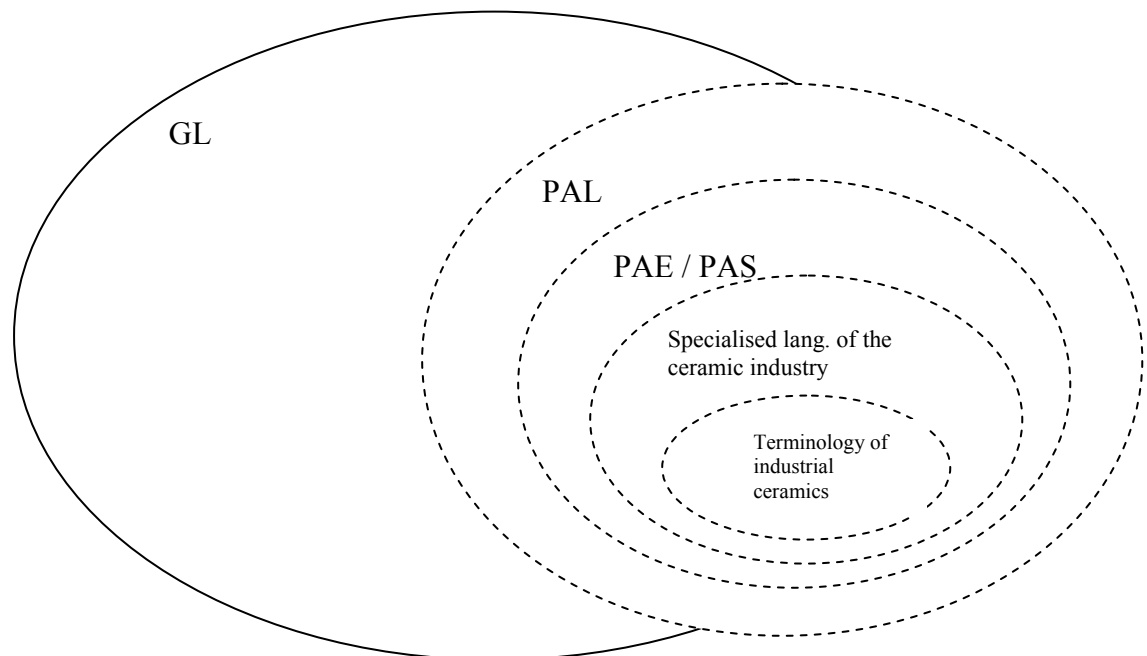 GL
PAL
PAE / PAS
Specialised lang. of the
ceramic industry
Terminology of
industrial
ceramics